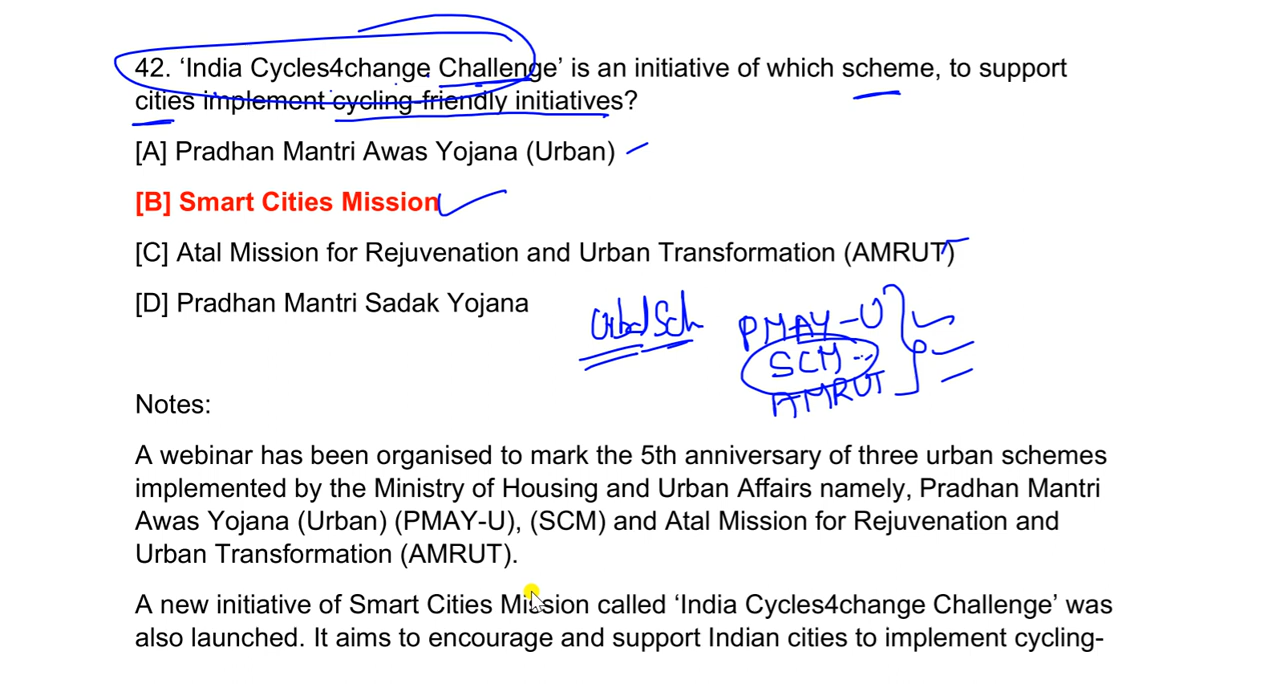 42. ‘India Cycles4change Challenge’ is an initiative of which scheme, to support
cities implement cycling-friendly initiatives?
[A] Pradhan Mantri Awas Yojana (Urban)
[B] Smart Cities Mission
[C] Atal Mission for Rejuvenation and Urban Transformation (AMRUT)
[D] Pradhan Mantri Sadak Yojana
PMAY-U
SCM
AMRUT
Notes:
A webinar has been organised to mark the 5th anniversary of three urban schemes
implemented by the Ministry of Housing and Urban Affairs namely, Pradhan Mantri
Awas Yojana (Urban) (PMAY-U), (SCM) and Atal Mission for Rejuvenation and
Urban Transformation (AMRUT).
A new initiative of Smart Cities Mission called ‘India Cycles4change Challenge’ was
also launched. It aims to encourage and support Indian cities to implement cycling-